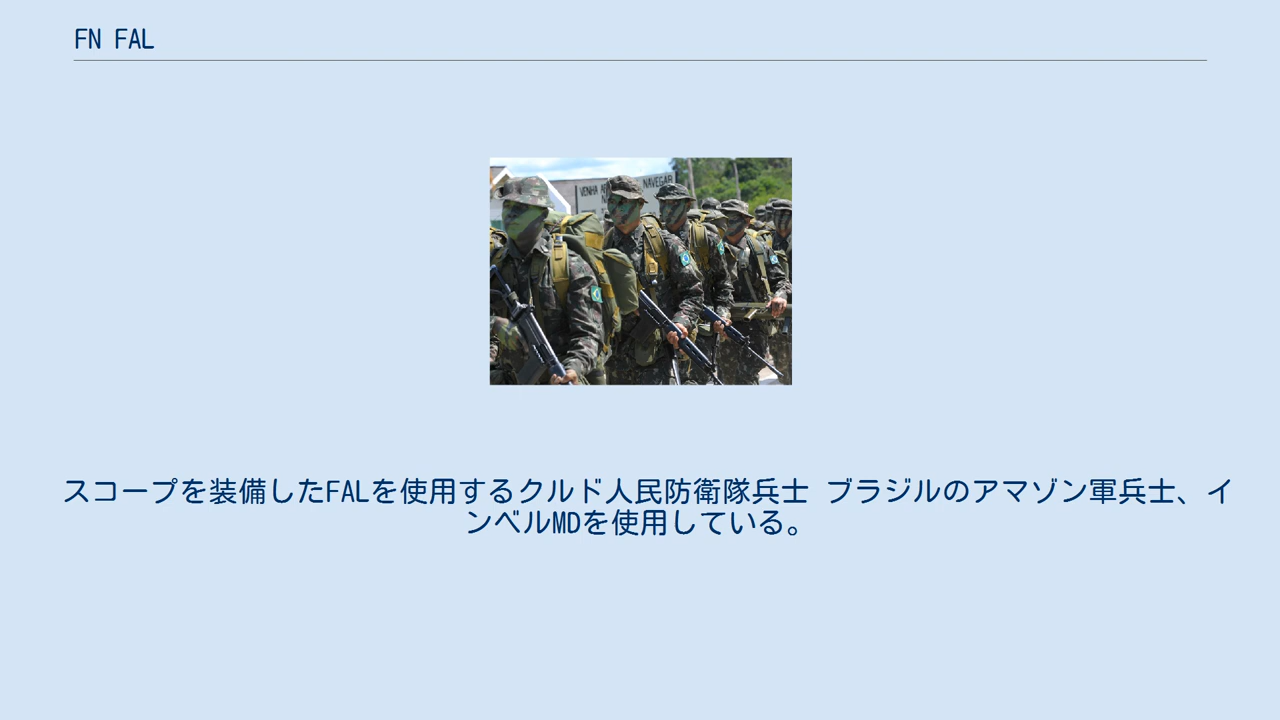 FN FAL
VENHA
NAVEGAR
スコープを装備したFALを使用するクルド人民防衛隊兵士 ブラジルのアマゾン軍兵士、イ
ンベルMDを使用している。